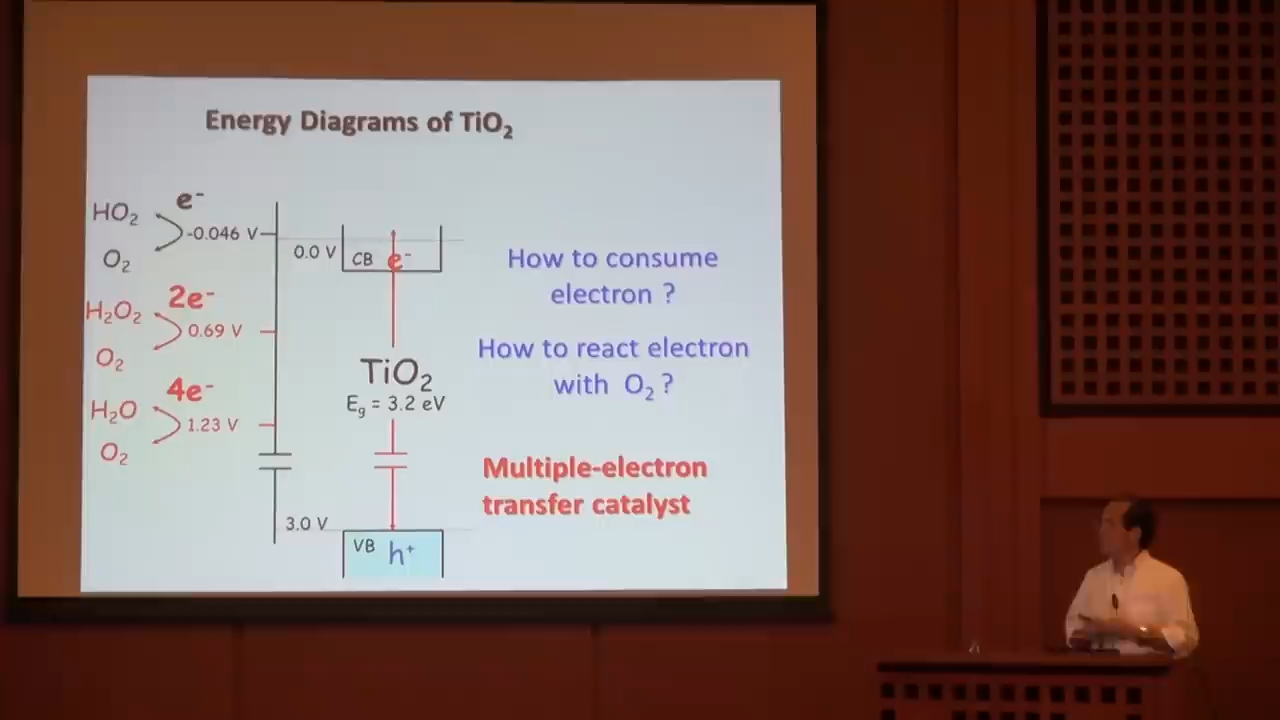 Energy Diagrams of TiO₂
HO₂
e⁻
-0.046 V
O₂
0.0 V
CB
e⁻
H₂O₂
2e⁻
0.69 V
O₂
H₂O
4e⁻
1.23 V
O₂
TiO₂
E_g = 3.2 eV
3.0 V
VB
h⁺
How to consume
electron ?
How to react electron
with O₂ ?
Multiple-electron
transfer catalyst